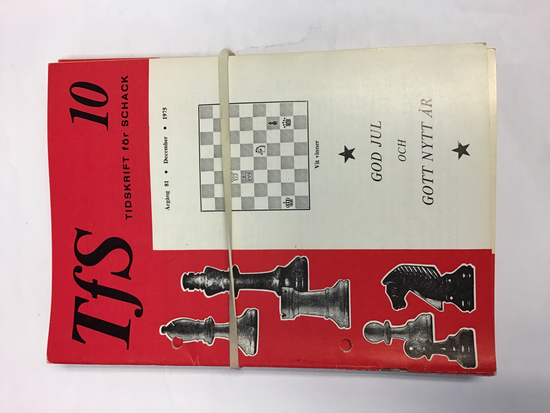 TfS 10
TIDSKRIFT för SCHACK
Årgång 81 • December • 1975
Vit vinner
GOD JUL
OCH
GOTT NYTT ÅR